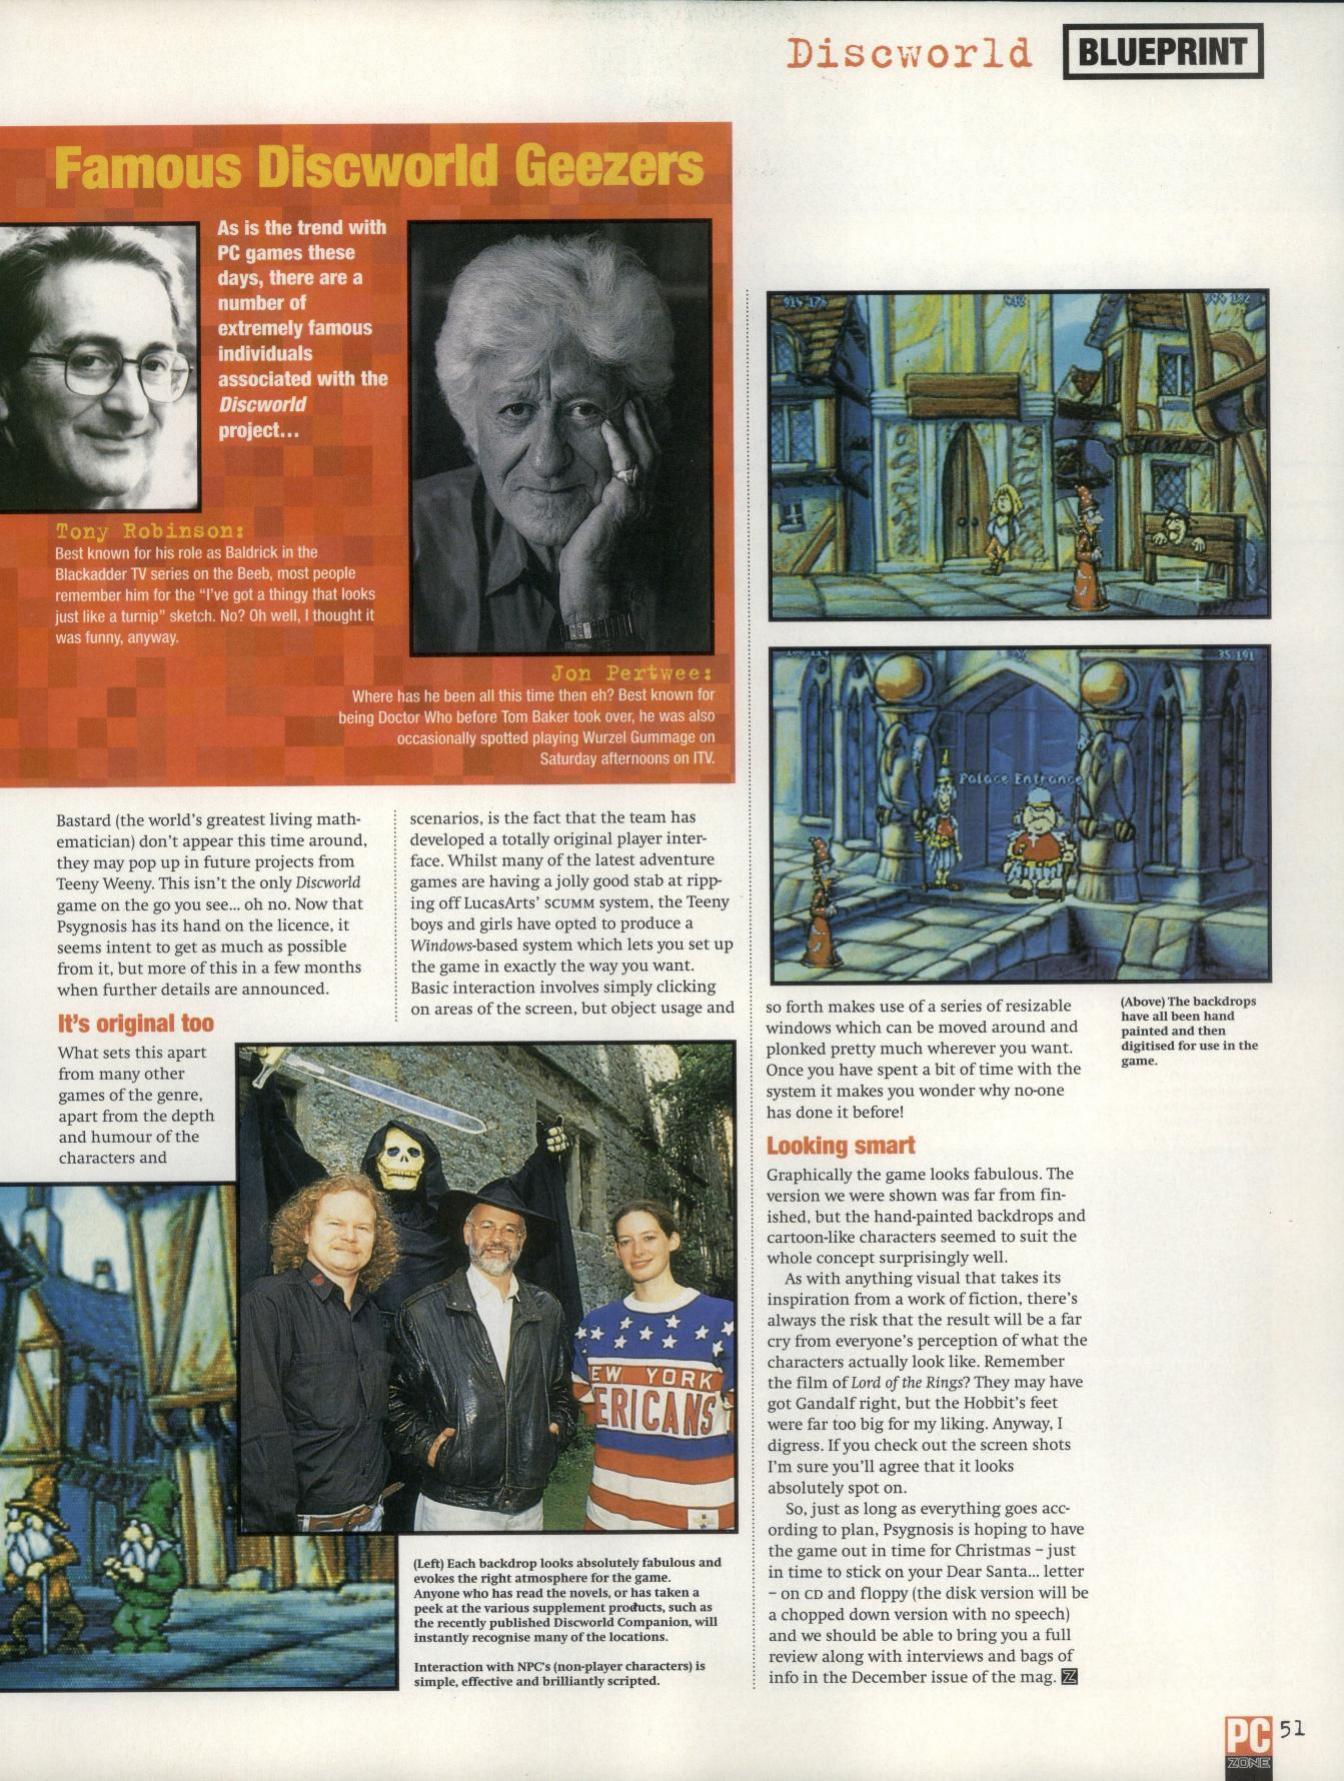 Discworld BLUEPRINT
Famous Discworld Geezers
As is the trend with
PC games these
days, there are a
number of
extremely famous
individuals
associated with the
Discworld
project...
Tony Robinson:
Best known for his role as Baldrick in the
Blackadder TV series on the Beeb, most people
remember him for the “I’ve got a thingy that looks
just like a turnip” sketch. No? Oh well, I thought it
was funny, anyway.
Jon Pertwee:
Where has he been all this time then eh? Best known for
being Doctor Who before Tom Baker took over, he was also
occasionally spotted playing Wurzel Gummage on
Saturday afternoons on ITV.
Bastard (the world’s greatest living math-
ematician) don’t appear this time around,
they may pop up in future projects from
Teeny Weeny. This isn’t the only Discworld
game on the go you see... oh no. Now that
Psygnosis has its hand on the licence, it
seems intent to get as much as possible
from it, but more of this in a few months
when further details are announced.
It’s original too
What sets this apart
from many other
games of the genre,
apart from the depth
and humour of the
characters and
scenarios, is the fact that the team has
developed a totally original player inter-
face. Whilst many of the latest adventure
games are having a jolly good stab at ripp-
ing off LucasArts’ SCUMM system, the Teeny
boys and girls have opted to produce a
Windows-based system which lets you set up
the game in exactly the way you want.
Basic interaction involves simply clicking
on areas of the screen, but object usage and
EW YORK
ERICANS
(Left) Each backdrop looks absolutely fabulous and
evokes the right atmosphere for the game.
Anyone who has read the novels, or has taken a
peek at the various supplement products, such as
the recently published Discworld Companion, will
instantly recognise many of the locations.
Interaction with NPC’s (non-player characters) is
simple, effective and brilliantly scripted.
35 191
Palace Entrance
so forth makes use of a series of resizable
windows which can be moved around and
plonked pretty much wherever you want.
Once you have spent a bit of time with the
system it makes you wonder why no-one
has done it before!
Looking smart
Graphically the game looks fabulous. The
version we were shown was far from fin-
ished, but the hand-painted backdrops and
cartoon-like characters seemed to suit the
whole concept surprisingly well.
As with anything visual that takes its
inspiration from a work of fiction, there’s
always the risk that the result will be a far
cry from everyone’s perception of what the
characters actually look like. Remember
the film of Lord of the Rings? They may have
got Gandalf right, but the Hobbit’s feet
were far too big for my liking. Anyway, I
digress. If you check out the screen shots
I’m sure you’ll agree that it looks
absolutely spot on.
So, just as long as everything goes acc-
ording to plan, Psygnosis is hoping to have
the game out in time for Christmas – just
in time to stick on your Dear Santa... letter
– on CD and floppy (the disk version will be
a chopped down version with no speech)
and we should be able to bring you a full
review along with interviews and bags of
info in the December issue of the mag. Z
(Above) The backdrops
have all been hand
painted and then
digitised for use in the
game.
PC ZONE 51